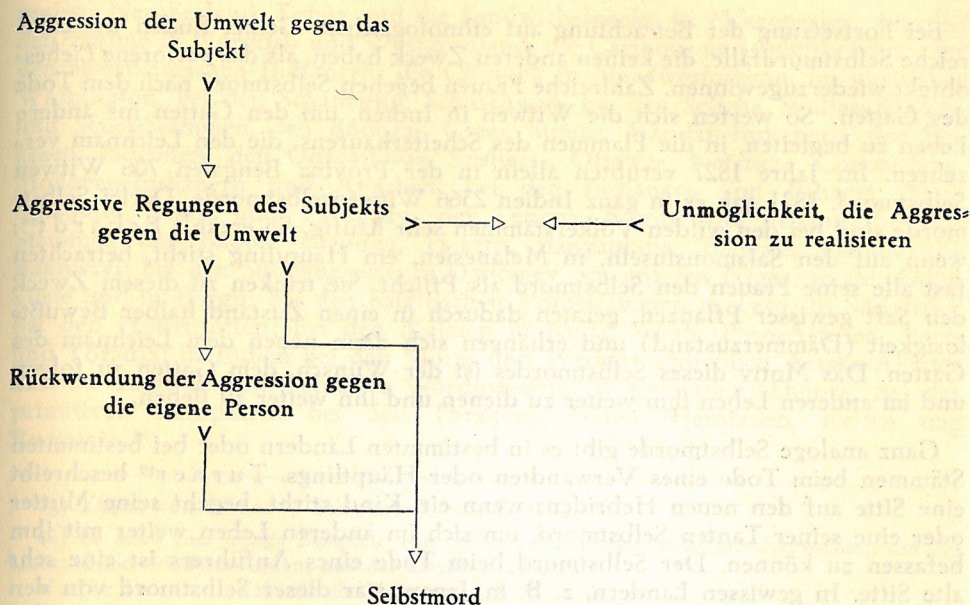 Aggression der Umwelt gegen das
Subjekt
Aggressive Regungen des Subjekts
gegen die Umwelt
Unmöglichkeit, die Aggres=
sion zu realisieren
Rückwendung der Aggression gegen
die eigene Person
Selbstmord